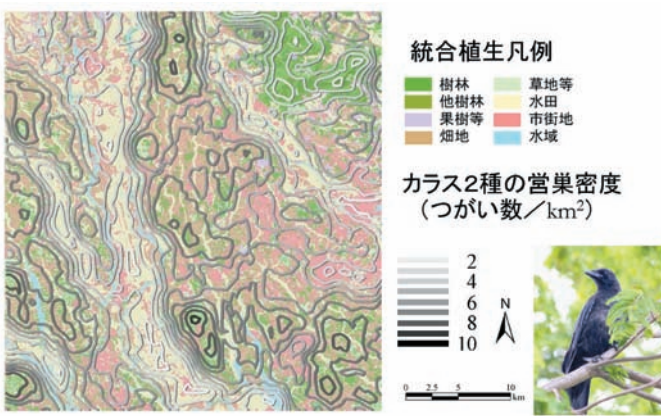 統合植生凡例
樹林
他樹林
果樹等
畑地
草地等
水田
市街地
水域
カラス2種の営巣密度
(つがい数/km²)
2
4
6
8
10
N
0 2.5 5 10
km